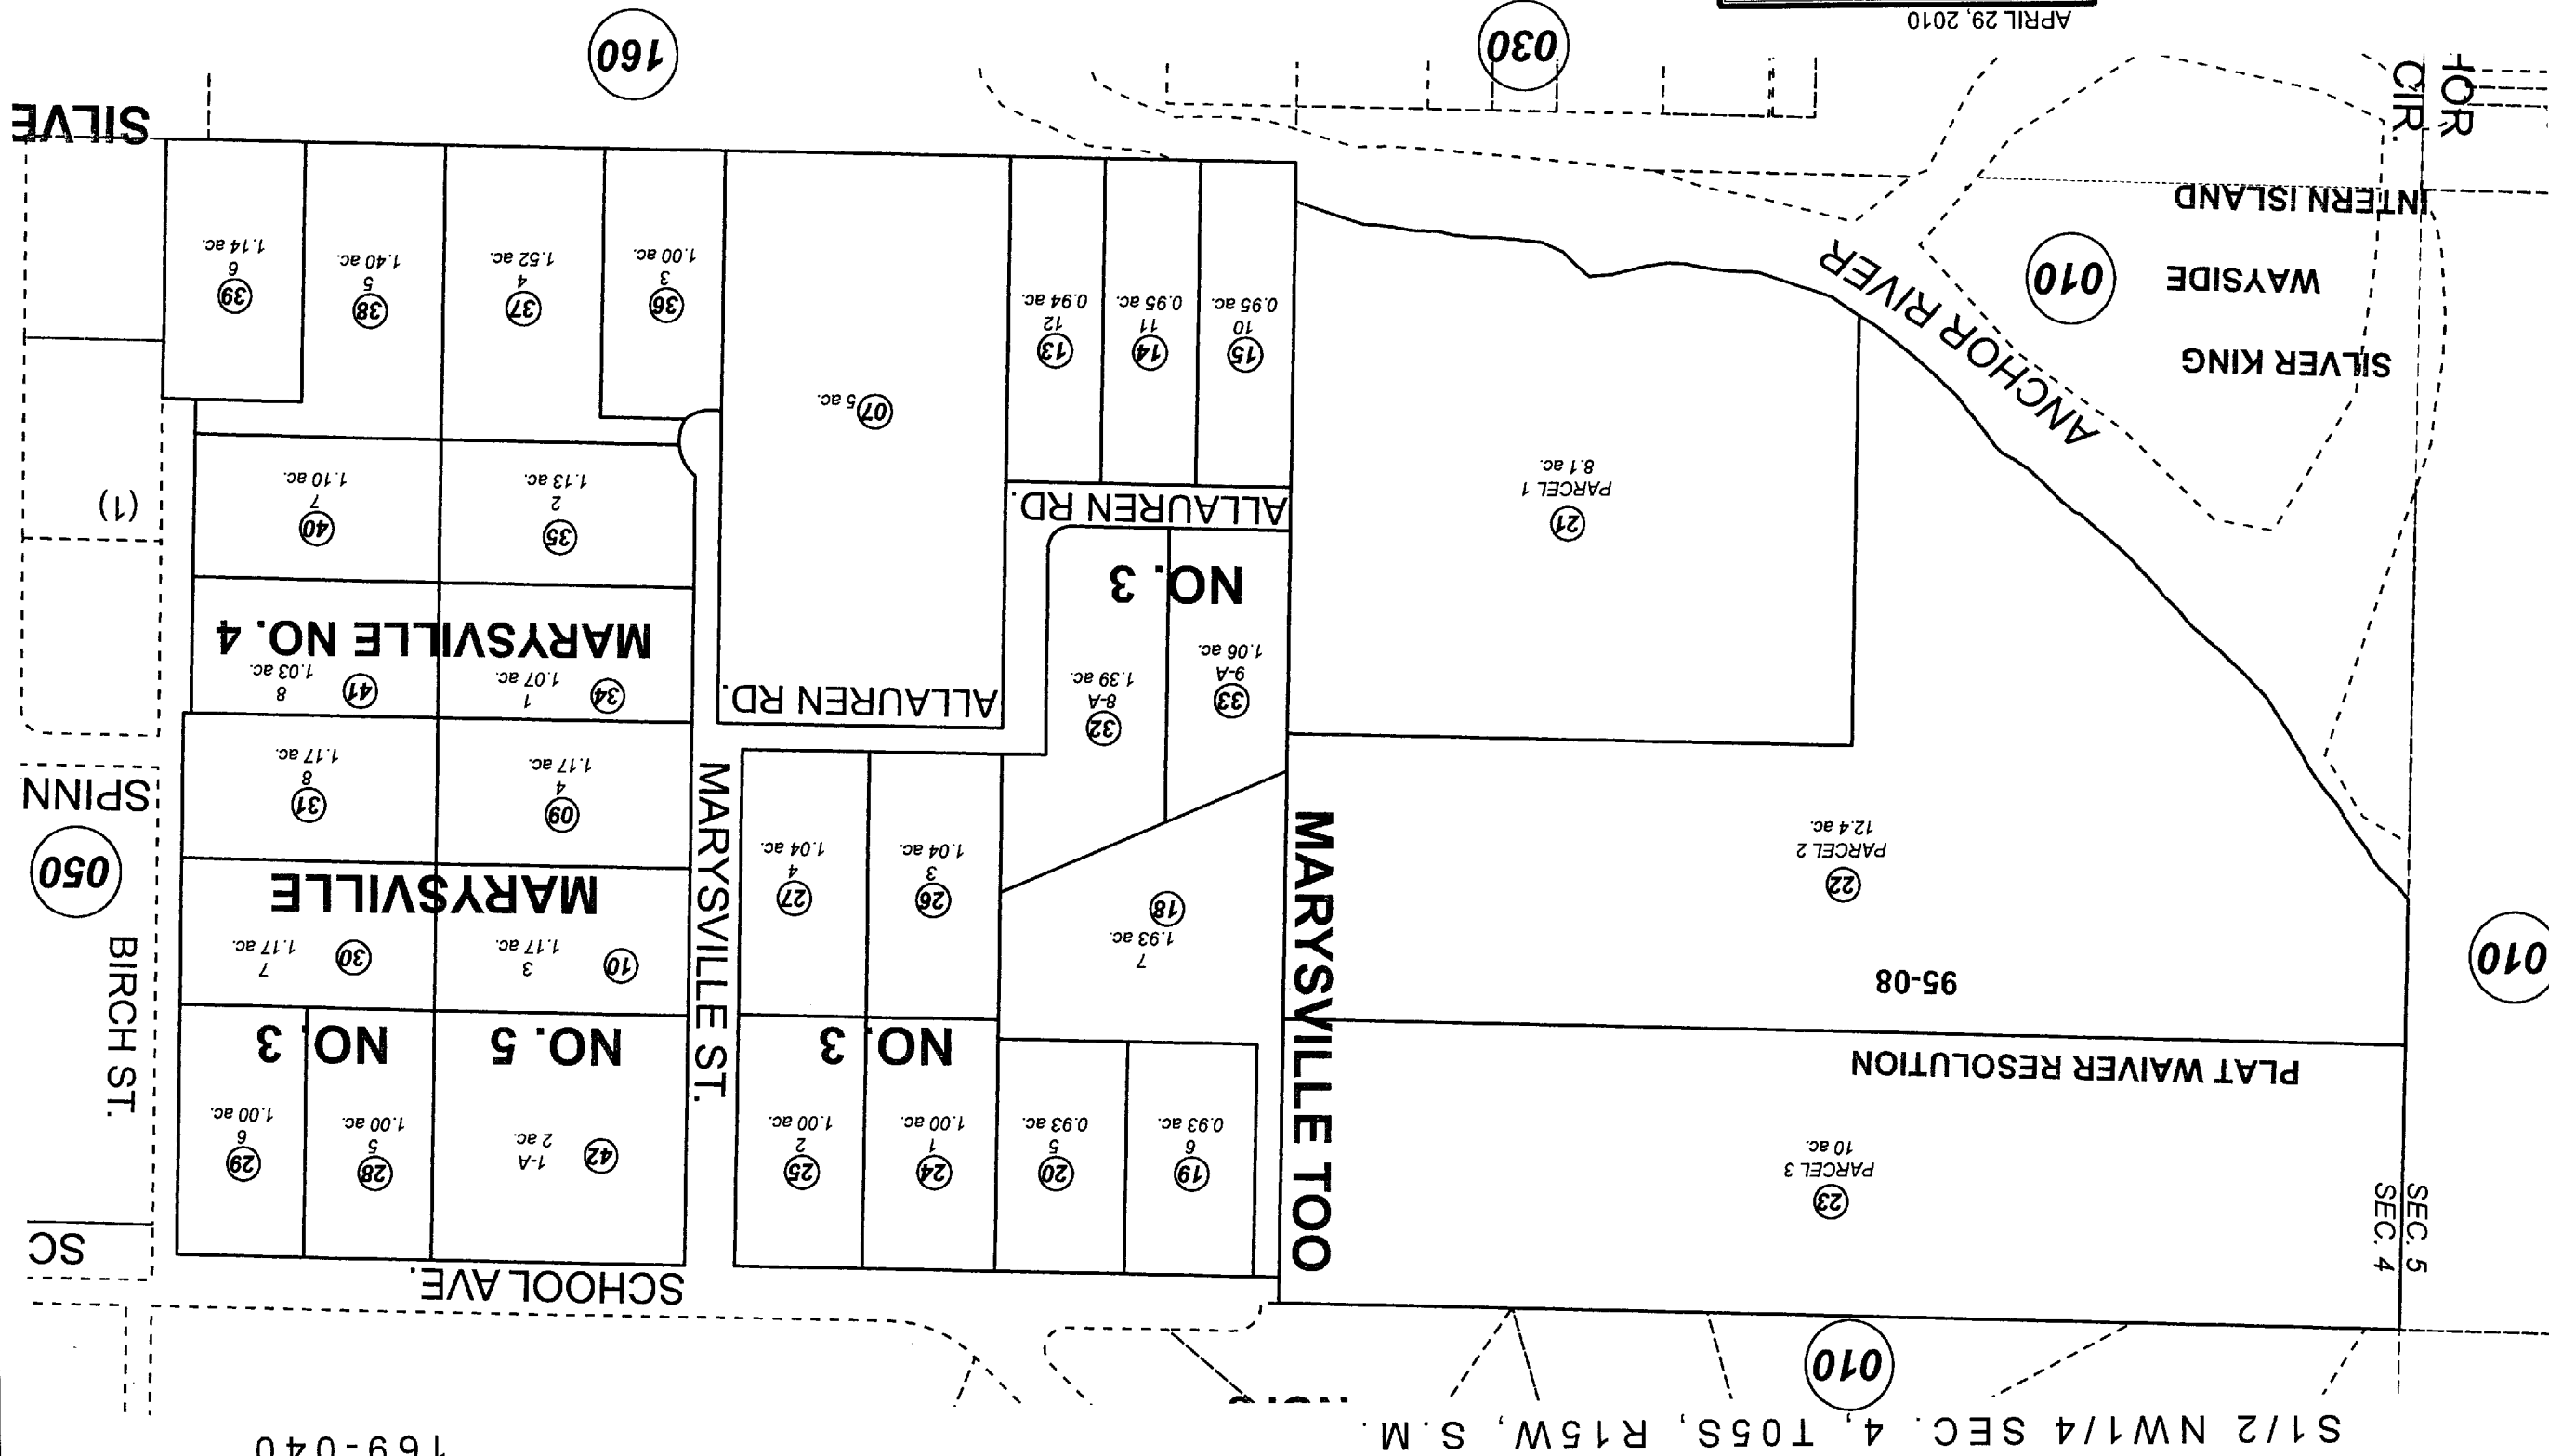 S1/2 NW1/4 SEC. 4, T05S, R15W, S.M.
169-040
010
SEC. 5
SEC. 4
23
PARCEL 3
10 ac.
PLAT WAIVER RESOLUTION
95-08
22
PARCEL 2
12.4 ac.
21
PARCEL 1
8.1 ac.
010
MARYSVILLE TOO
SCHOOL AVE.
SC
19
6
0.93 ac.
20
5
0.93 ac.
24
1
1.00 ac.
25
2
1.00 ac.
42
1-A
2 ac.
28
5
1.00 ac.
29
6
1.00 ac.
NO. 3
NO. 5
NO. 3
BIRCH ST.
MARYSVILLE ST.
18
7
1.93 ac.
26
3
1.04 ac.
27
4
1.04 ac.
10
3
1.17 ac.
30
7
1.17 ac.
MARYSVILLE
050
SPINN
09
4
1.17 ac.
31
8
1.17 ac.
33
9-A
1.06 ac.
32
8-A
1.39 ac.
NO. 3
ALLAUREN RD.
ALLAUREN RD.
34
1
1.07 ac.
41
8
1.03 ac.
MARYSVILLE NO. 4
35
2
1.13 ac.
40
7
1.10 ac.
(1)
07
5 ac.
15
10
0.95 ac.
14
11
0.95 ac.
13
12
0.94 ac.
36
3
1.00 ac.
37
4
1.52 ac.
38
5
1.40 ac.
39
6
1.14 ac.
SILVE
ANCHOR RIVER
SILVER KING
WAYSIDE
INTERN ISLAND
010
HOR
CIR.
030
160
APRIL 29, 2010